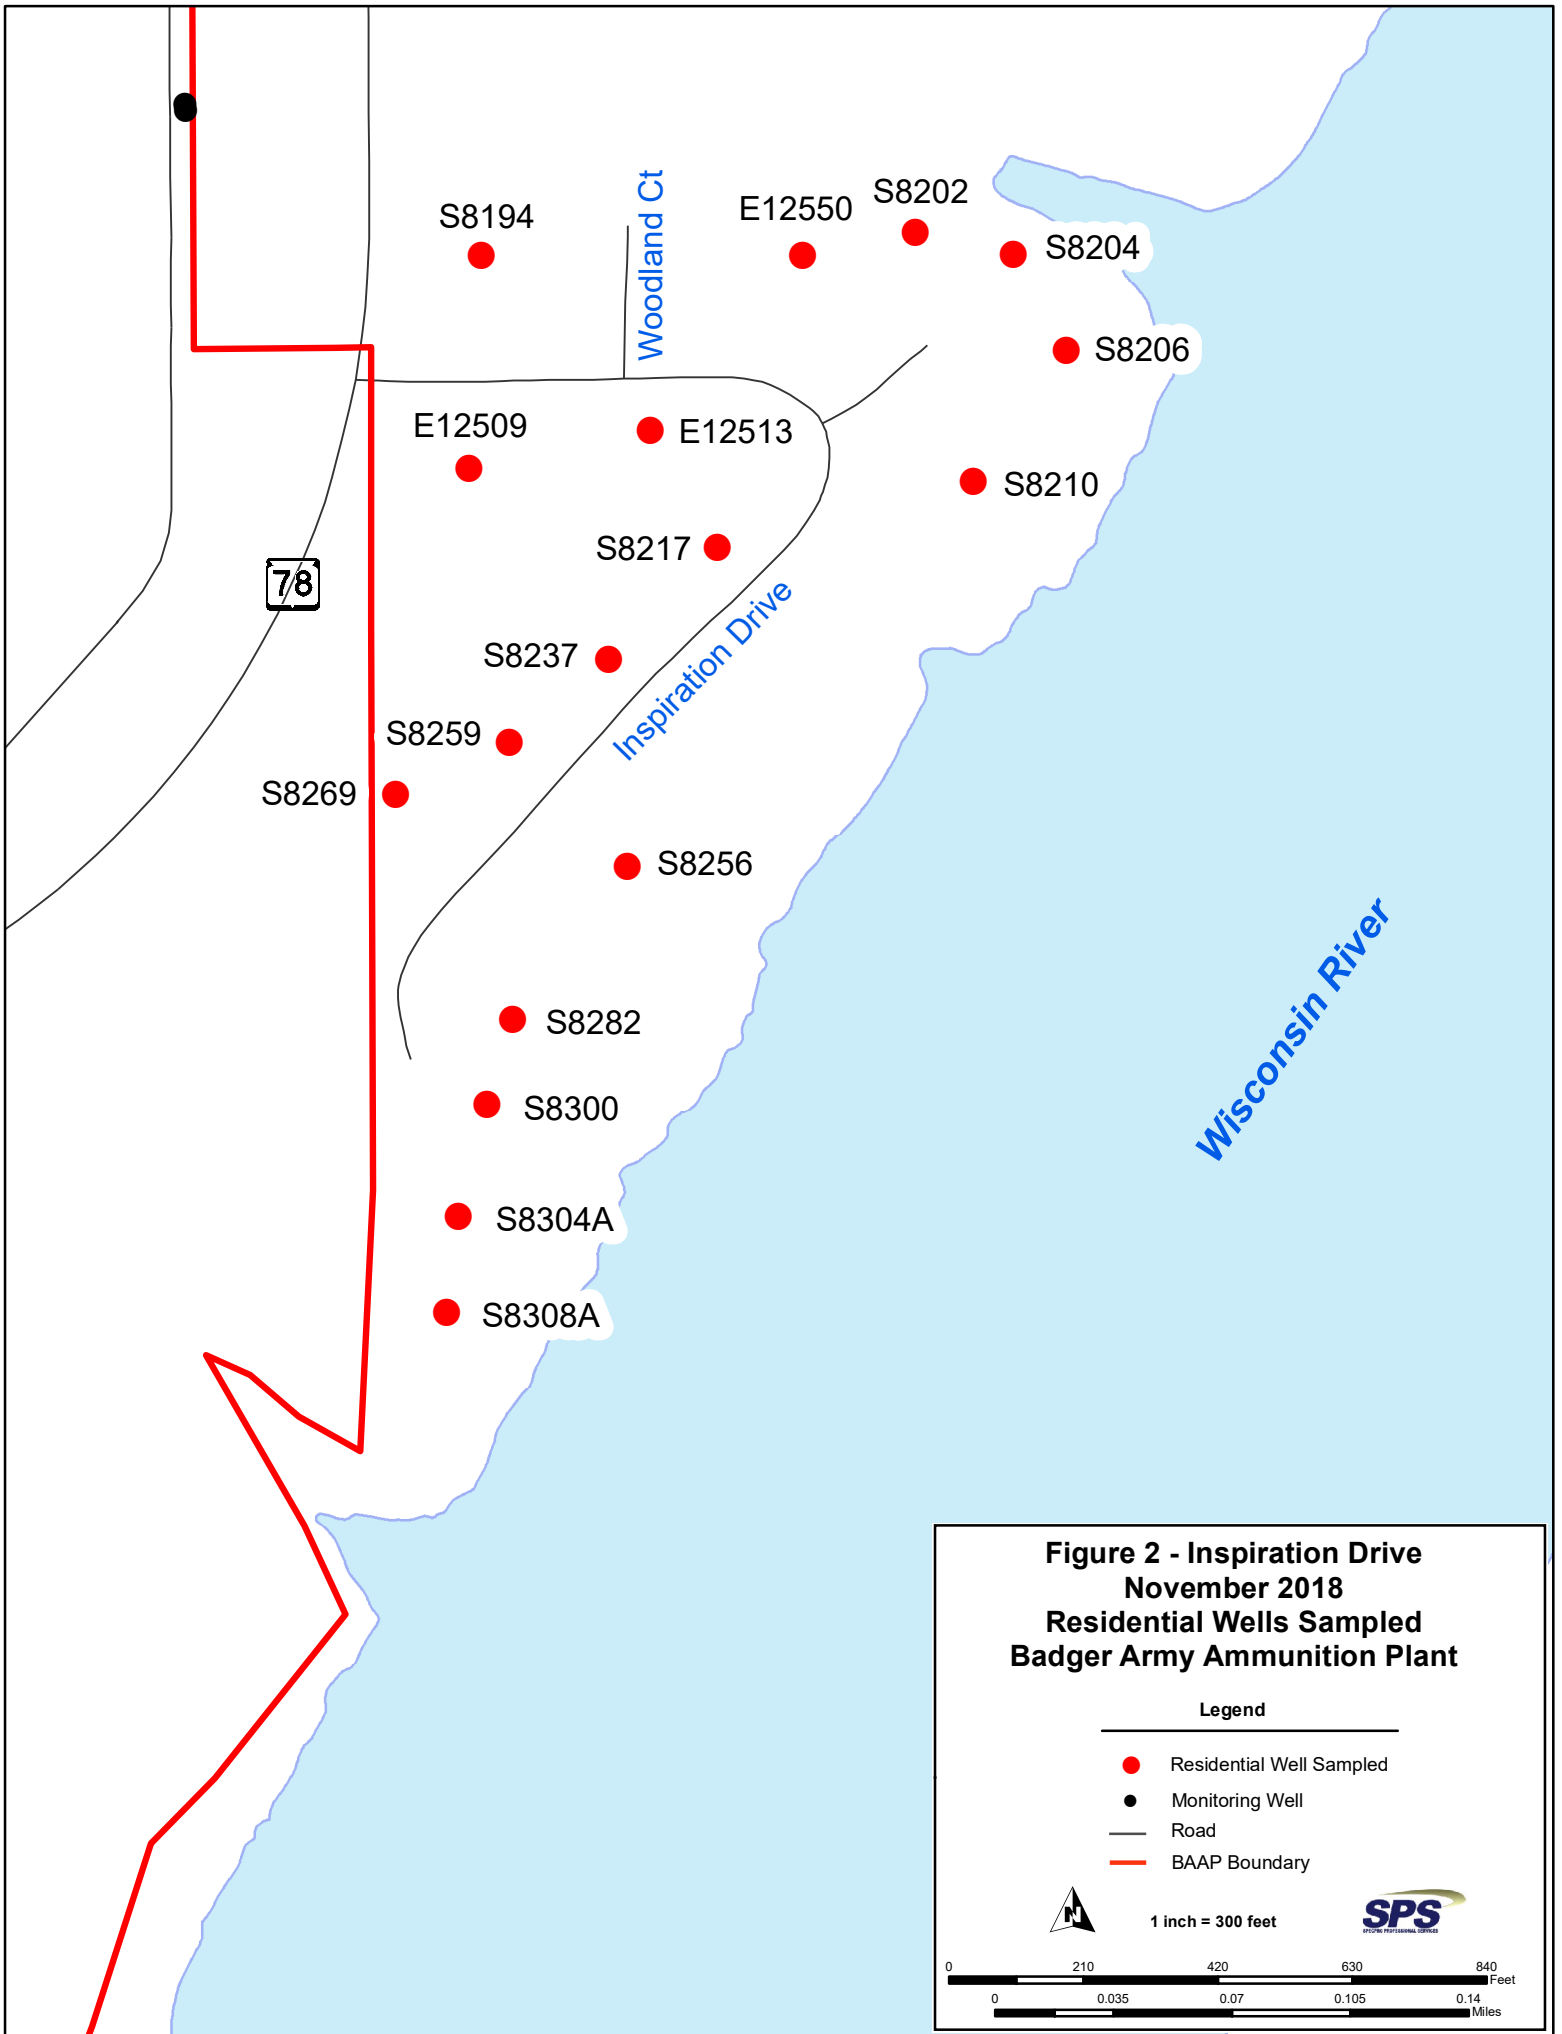 S8194
Woodland Ct
E12550
S8202
S8204
S8206
E12509
E12513
S8210
S8217
78
Inspiration Drive
S8237
S8259
S8269
S8256
Wisconsin River
S8282
S8300
S8304A
S8308A
Figure 2 - Inspiration Drive
November 2018
Residential Wells Sampled
Badger Army Ammunition Plant
Legend
Residential Well Sampled
Monitoring Well
Road
BAAP Boundary
N
1 inch = 300 feet
SPS
SPECPRO PROFESSIONAL SERVICES
0 210 420 630 840
Feet
0 0.035 0.07 0.105 0.14
Miles